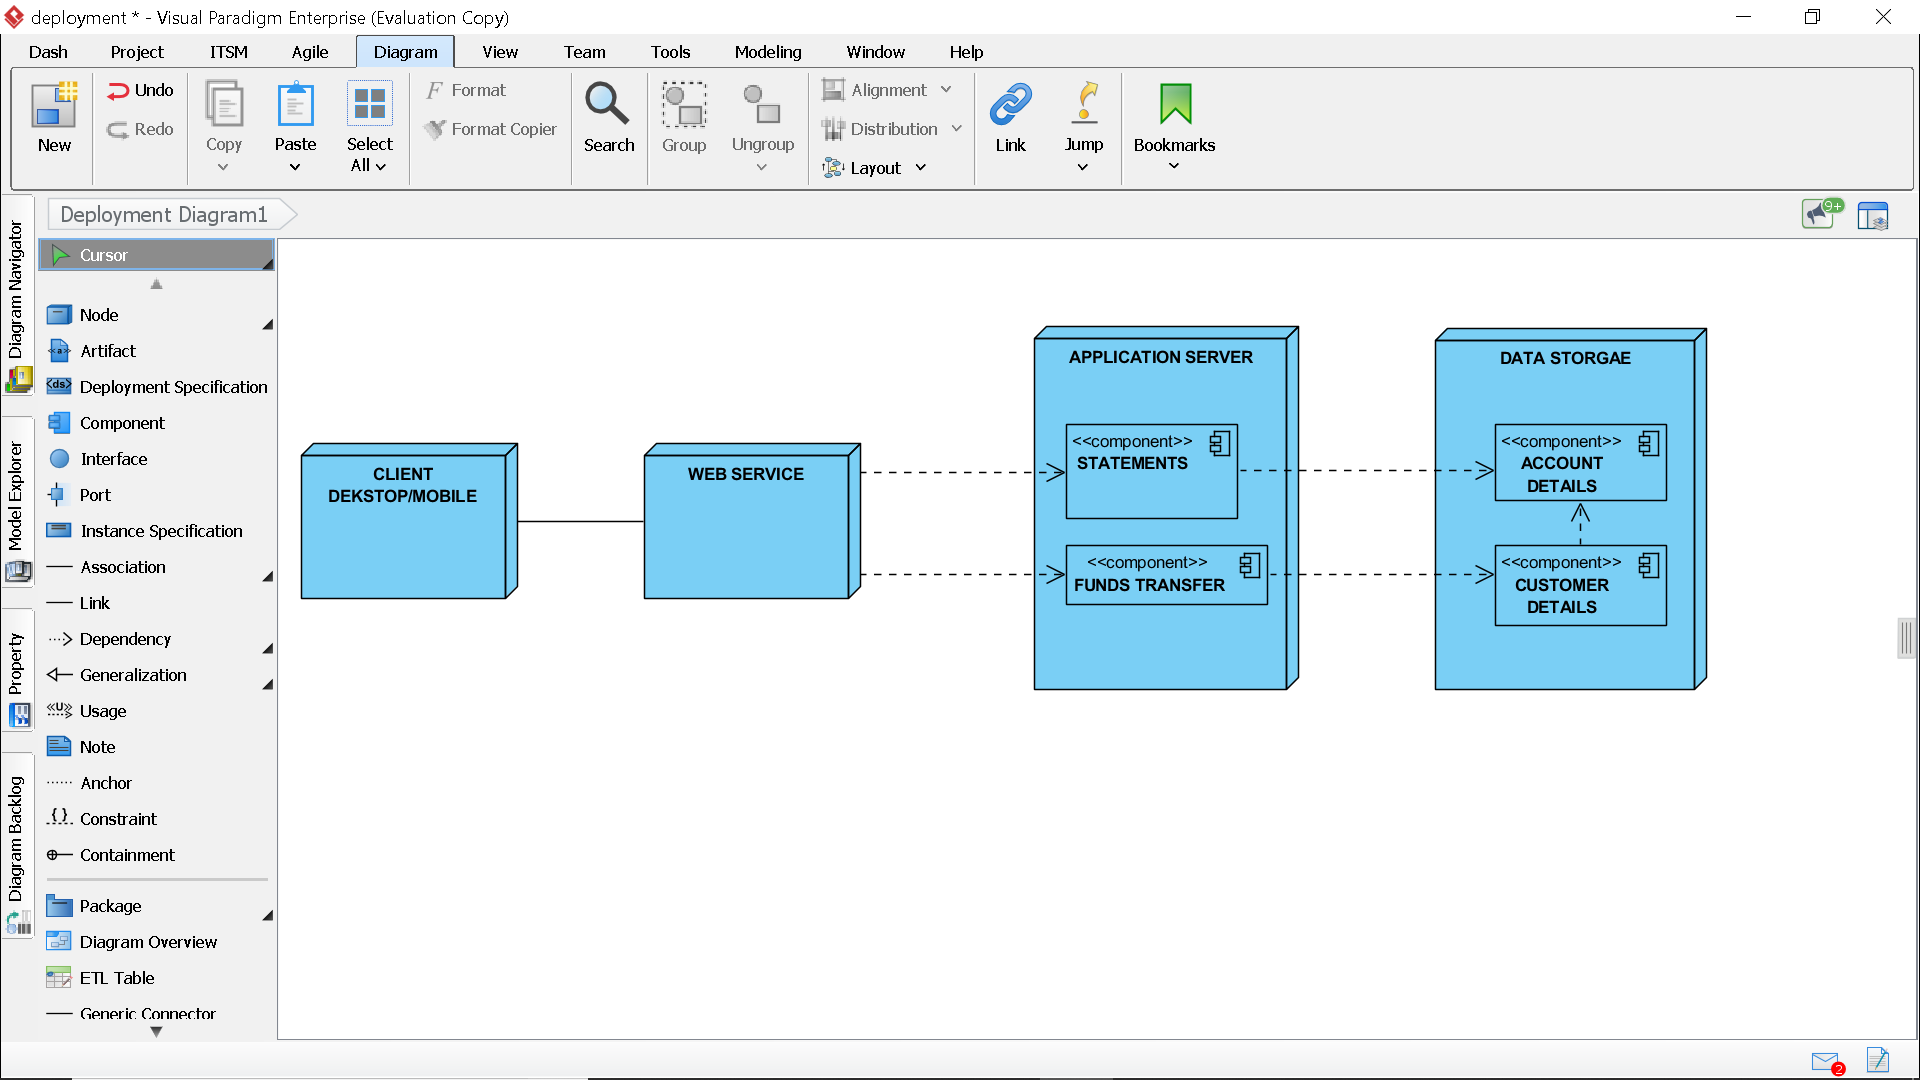 deployment * - Visual Paradigm Enterprise (Evaluation Copy)
Dash Project ITSM Agile Diagram View Team Tools Modeling Window Help
New
Undo
Redo
Copy
Paste
Select
All
Format
Format Copier
Search
Group
Ungroup
Alignment
Distribution
Layout
Link
Jump
Bookmarks
Deployment Diagram1
9+
Diagram Navigator
Model Explorer
Property
Diagram Backlog
Cursor
Node
<<a>> Artifact
<ds> Deployment Specification
Component
Interface
Port
Instance Specification
Association
Link
Dependency
Generalization
<<U>> Usage
Note
Anchor
{ } Constraint
Containment
Package
Diagram Overview
ETL Table
Generic Connector
CLIENT
DEKSTOP/MOBILE
WEB SERVICE
APPLICATION SERVER
<<component>>
STATEMENTS
<<component>>
FUNDS TRANSFER
DATA STORGAE
<<component>>
ACCOUNT
DETAILS
<<component>>
CUSTOMER
DETAILS
2